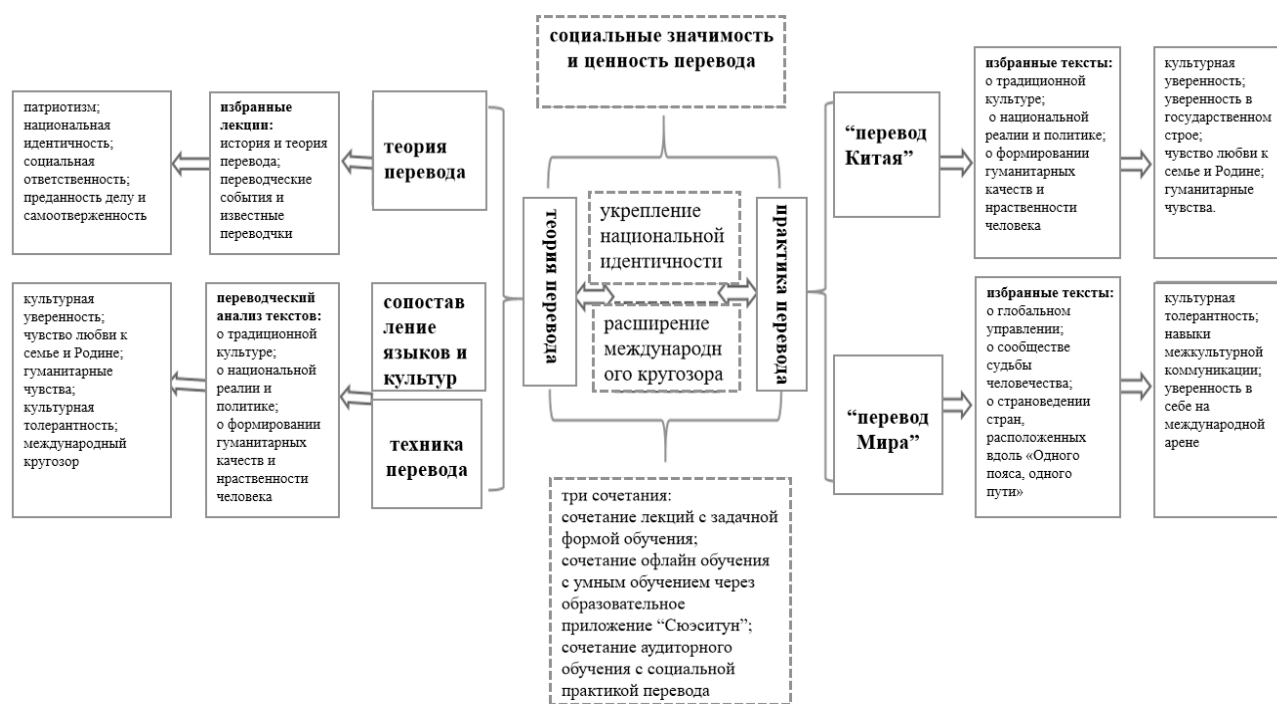 социальные значимость
и ценность перевода
патриотизм;
национальная
идентичность;
социальная
ответственность;
преданность делу и
самоотверженность
избранные
лекции:
история и теория
перевода;
переводческие
события и
известные
переводчки
теория
перевода
культурная
уверенность;
чувство любви к
семье и Родине;
гуманитарные
чувства;
культурная
толерантность;
международный
кругозор
переводческий
анализ текстов:
о традиционной
культуре;
о национальной
реалии и
политике;
о формировании
гуманитарных
качеств и
нраственности
человека
сопостав
ление
языков и
культур
техника
перевода
теория перевода
укрепление
национальной
идентичности
расширение
международн
ого кругозора
практика перевода
три сочетания:
сочетание лекций с задачной
формой обучения;
сочетание офлайн обучения
с умным обучением через
образовательное
приложение “Сюэситун”;
сочетание аудиторного
обучения с социальной
практикой перевода
“перевод
Китая”
избранные тексты:
о традиционной
культуре;
о национальной
реалии и политике;
о формировании
гуманитарных
качеств и
нраственности
человека
культурная
уверенность;
уверенность в
государственном
строе;
чувство любви к
семье и Родине;
гуманитарные
чувства.
“перевод
Мира”
избранные тексты:
о глобальном
управлении;
о сообществе
судьбы
человечества;
о страноведении
стран,
расположенных
вдоль «Одного
пояса, одного
пути»
культурная
толерантность;
навыки
межкультурной
коммуникации;
уверенность в
себе на
международной
арене